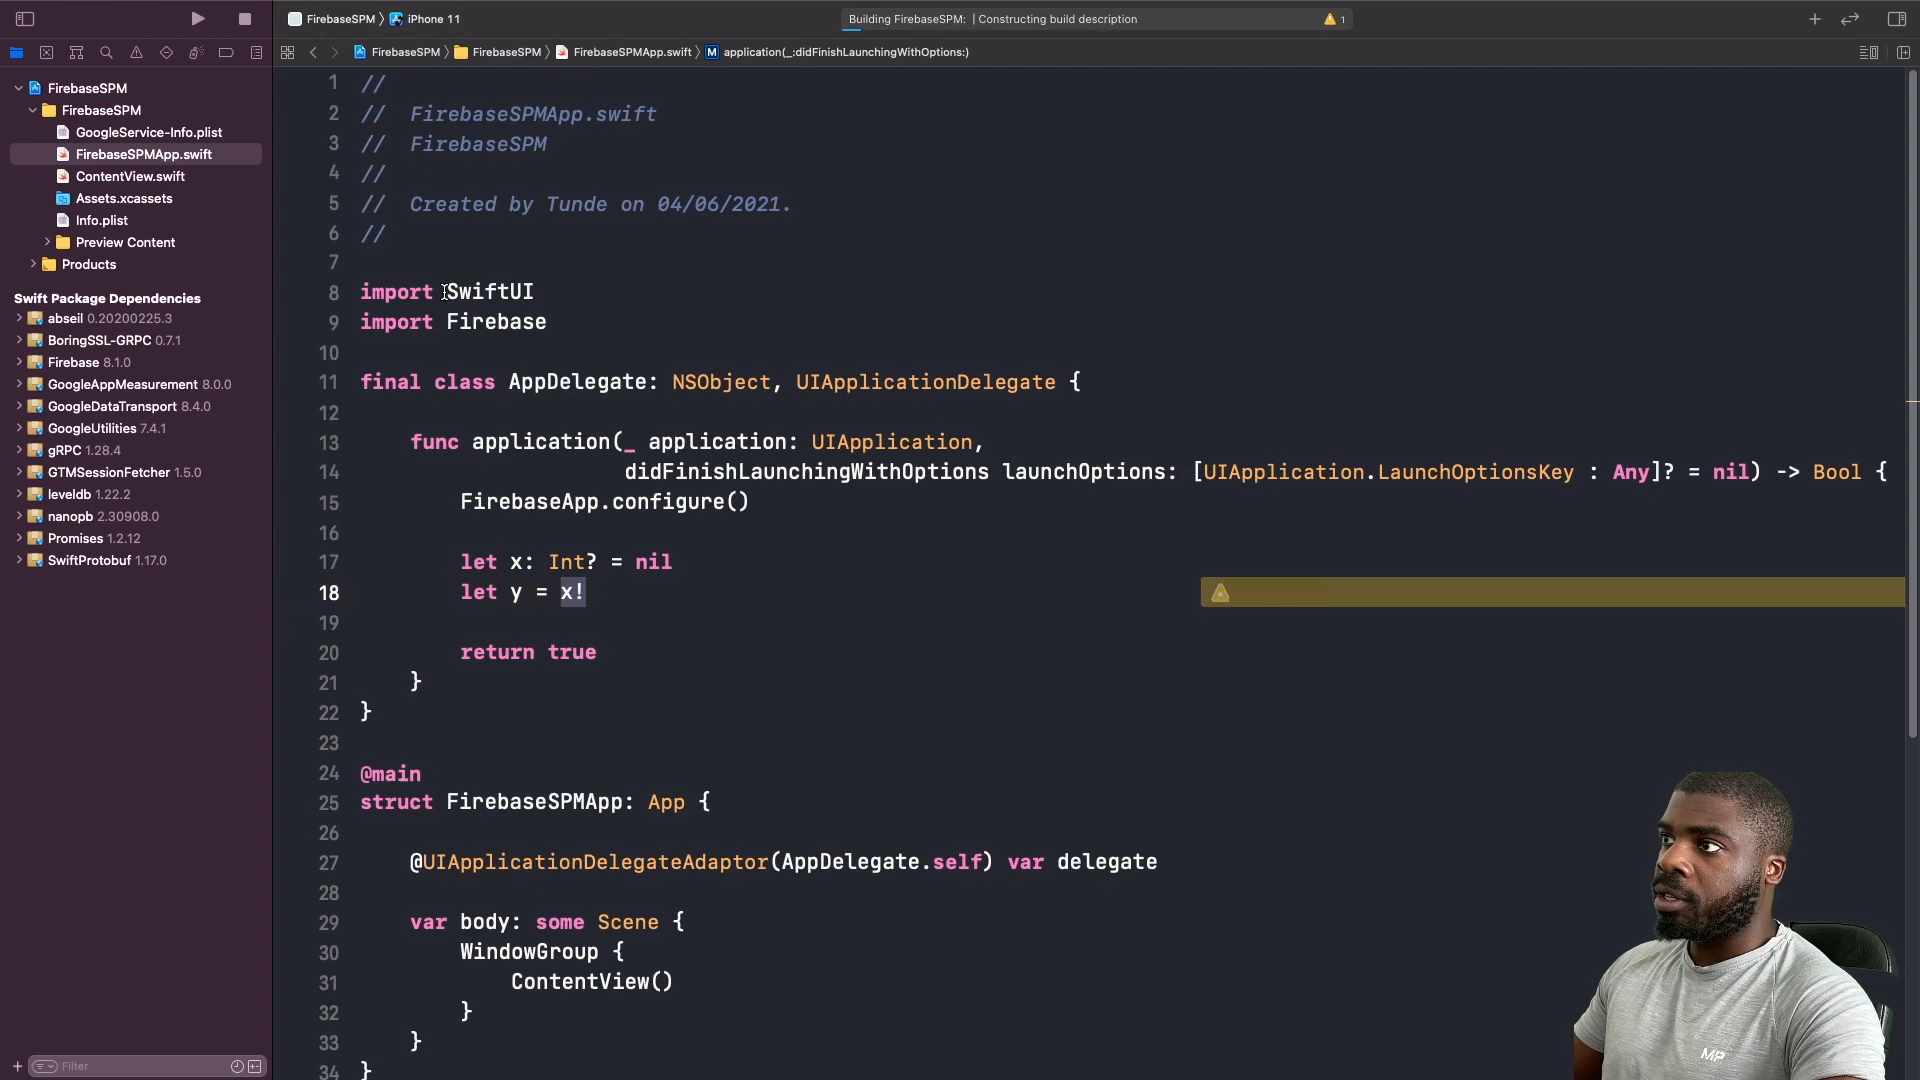 FirebaseSPM
iPhone 11
Building FirebaseSPM: | Constructing build description
1
FirebaseSPM
FirebaseSPM
FirebaseSPMApp.swift
M
application(_:didFinishLaunchingWithOptions:)
FirebaseSPM
FirebaseSPM
GoogleService-Info.plist
FirebaseSPMApp.swift
ContentView.swift
Assets.xcassets
Info.plist
Preview Content
Products
Swift Package Dependencies
abseil 0.20200225.3
BoringSSL-GRPC 0.7.1
Firebase 8.1.0
GoogleAppMeasurement 8.0.0
GoogleDataTransport 8.4.0
GoogleUtilities 7.4.1
gRPC 1.28.4
GTMSessionFetcher 1.5.0
leveldb 1.22.2
nanopb 2.30908.0
Promises 1.2.12
SwiftProtobuf 1.17.0
Filter
1 //
2 // FirebaseSPMApp.swift
3 // FirebaseSPM
4 //
5 // Created by Tunde on 04/06/2021.
6 //
7
8 import SwiftUI
9 import Firebase
10
11 final class AppDelegate: NSObject, UIApplicationDelegate {
12
13 func application(_ application: UIApplication,
14 didFinishLaunchingWithOptions launchOptions: [UIApplication.LaunchOptionsKey : Any]? = nil) -> Bool {
15 FirebaseApp.configure()
16
17 let x: Int? = nil
18 let y = x!
19
20 return true
21 }
22 }
23
24 @main
25 struct FirebaseSPMApp: App {
26
27 @UIApplicationDelegateAdaptor(AppDelegate.self) var delegate
28
29 var body: some Scene {
30 WindowGroup {
31 ContentView()
32 }
33 }
34 }
MP